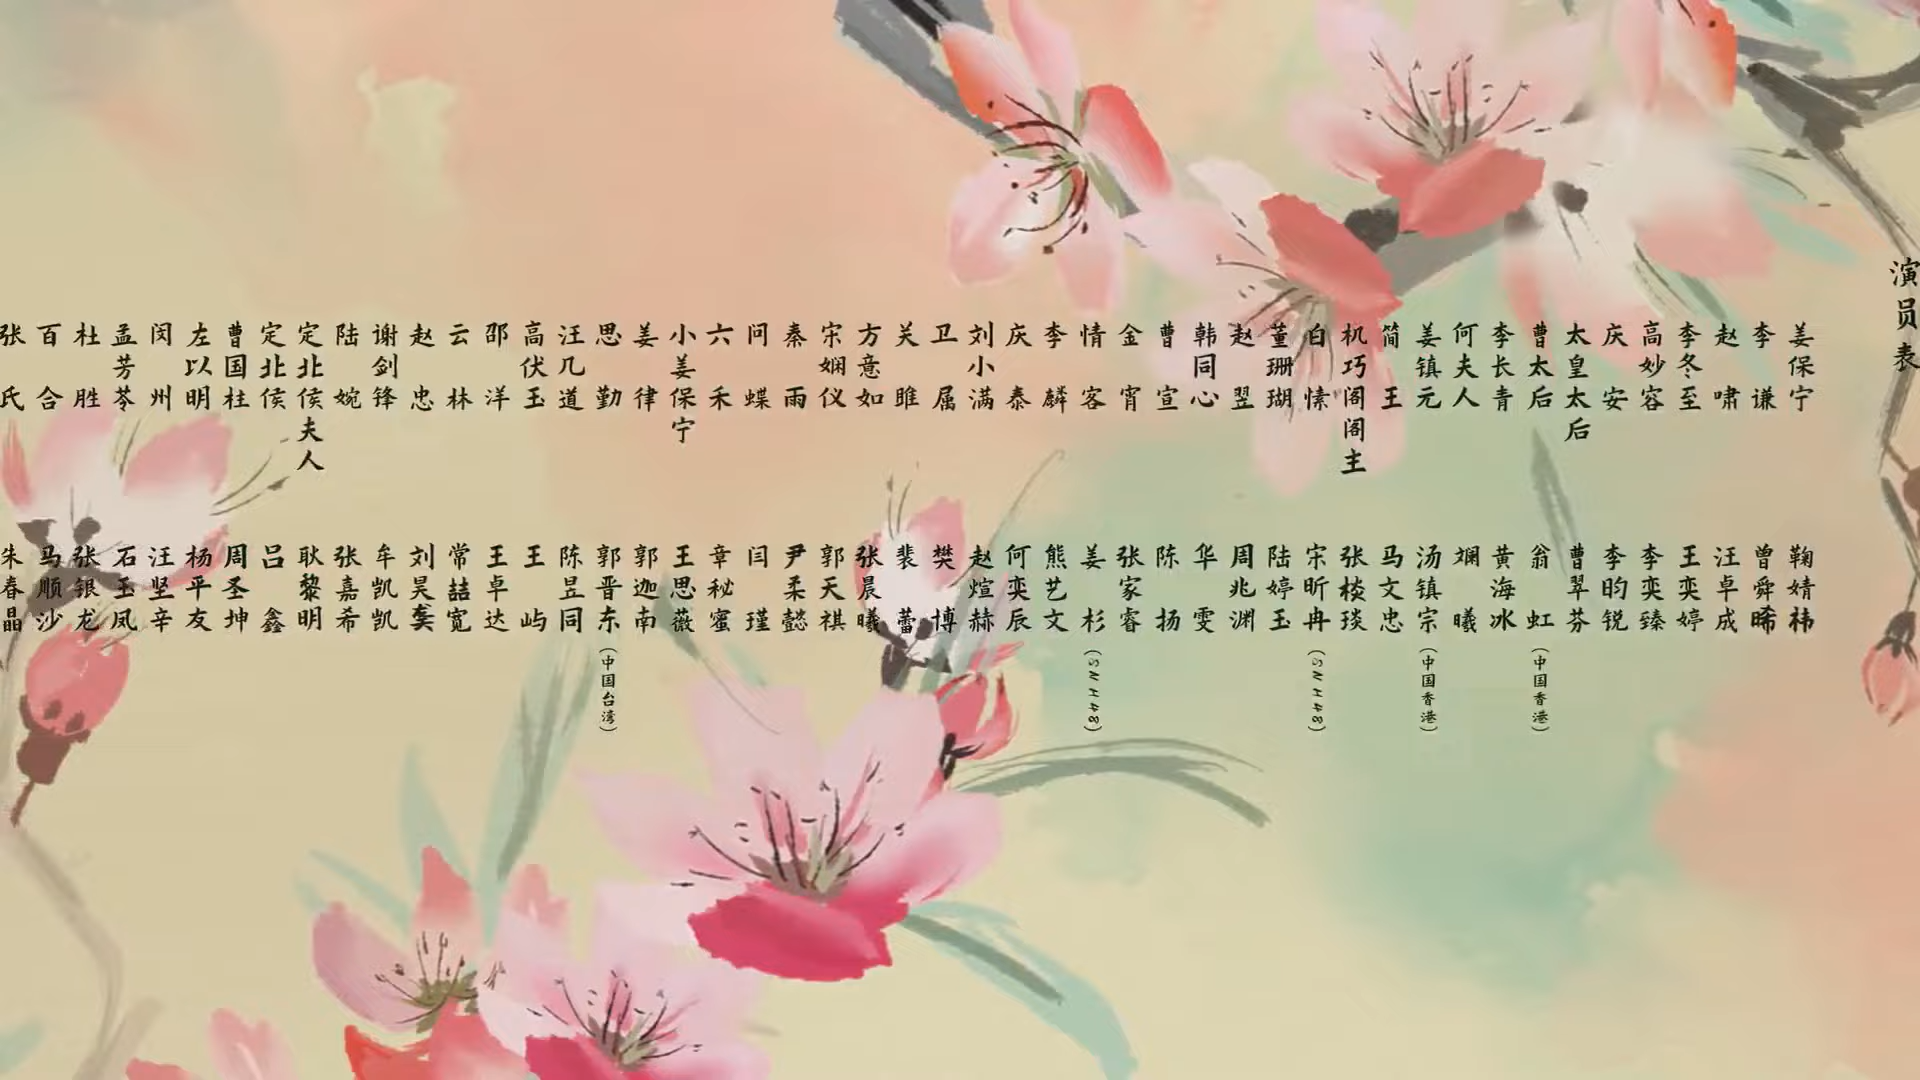 演员表
姜保宁 鞠婧祎
李谦 曾舜晞
赵啸 汪卓成
李冬至 王奕婷
高妙容 李奕臻
庆安 李昀锐
太皇太后 曹翠芬
曹太后 翁虹（中国香港）
李长青 黄海冰
何夫人 斓曦
姜镇元 汤镇宗（中国香港）
简王 马文忠
机巧阁阁主 张棪琰
白愫 宋昕冉（SNH48）
董珊瑚 陆婷玉
赵翌 周兆渊
韩同心 华雯
曹宣 陈扬
金宵 张家睿
情客 姜杉（SNH48）
李麟 熊艺文
庆泰 何奕辰
刘小满 赵煊赫
卫属 樊博
关雎 裴蕾
方意如 张晨曦
宋娴仪 郭天祺
秦雨 尹柔懿
问蝶 闫瑾
六禾 章秘蜜
小姜保宁 王思薇
姜律 郭迦南
思勤 郭晋东（中国台湾）
汪几道 陈昱同
高伏玉 王屿
邵洋 王卓达
云林 常喆宽
赵忠 刘昊
谢剑锋 牟凯凯
陆婉 张嘉希
定北侯夫人 耿黎明
定北侯 吕鑫
曹国柱 周圣坤
左以明 杨平友
闵州 汪坚辛
孟芳苓 石玉凤
杜胜 张银龙
百合 马顺沙
张氏 朱春晶